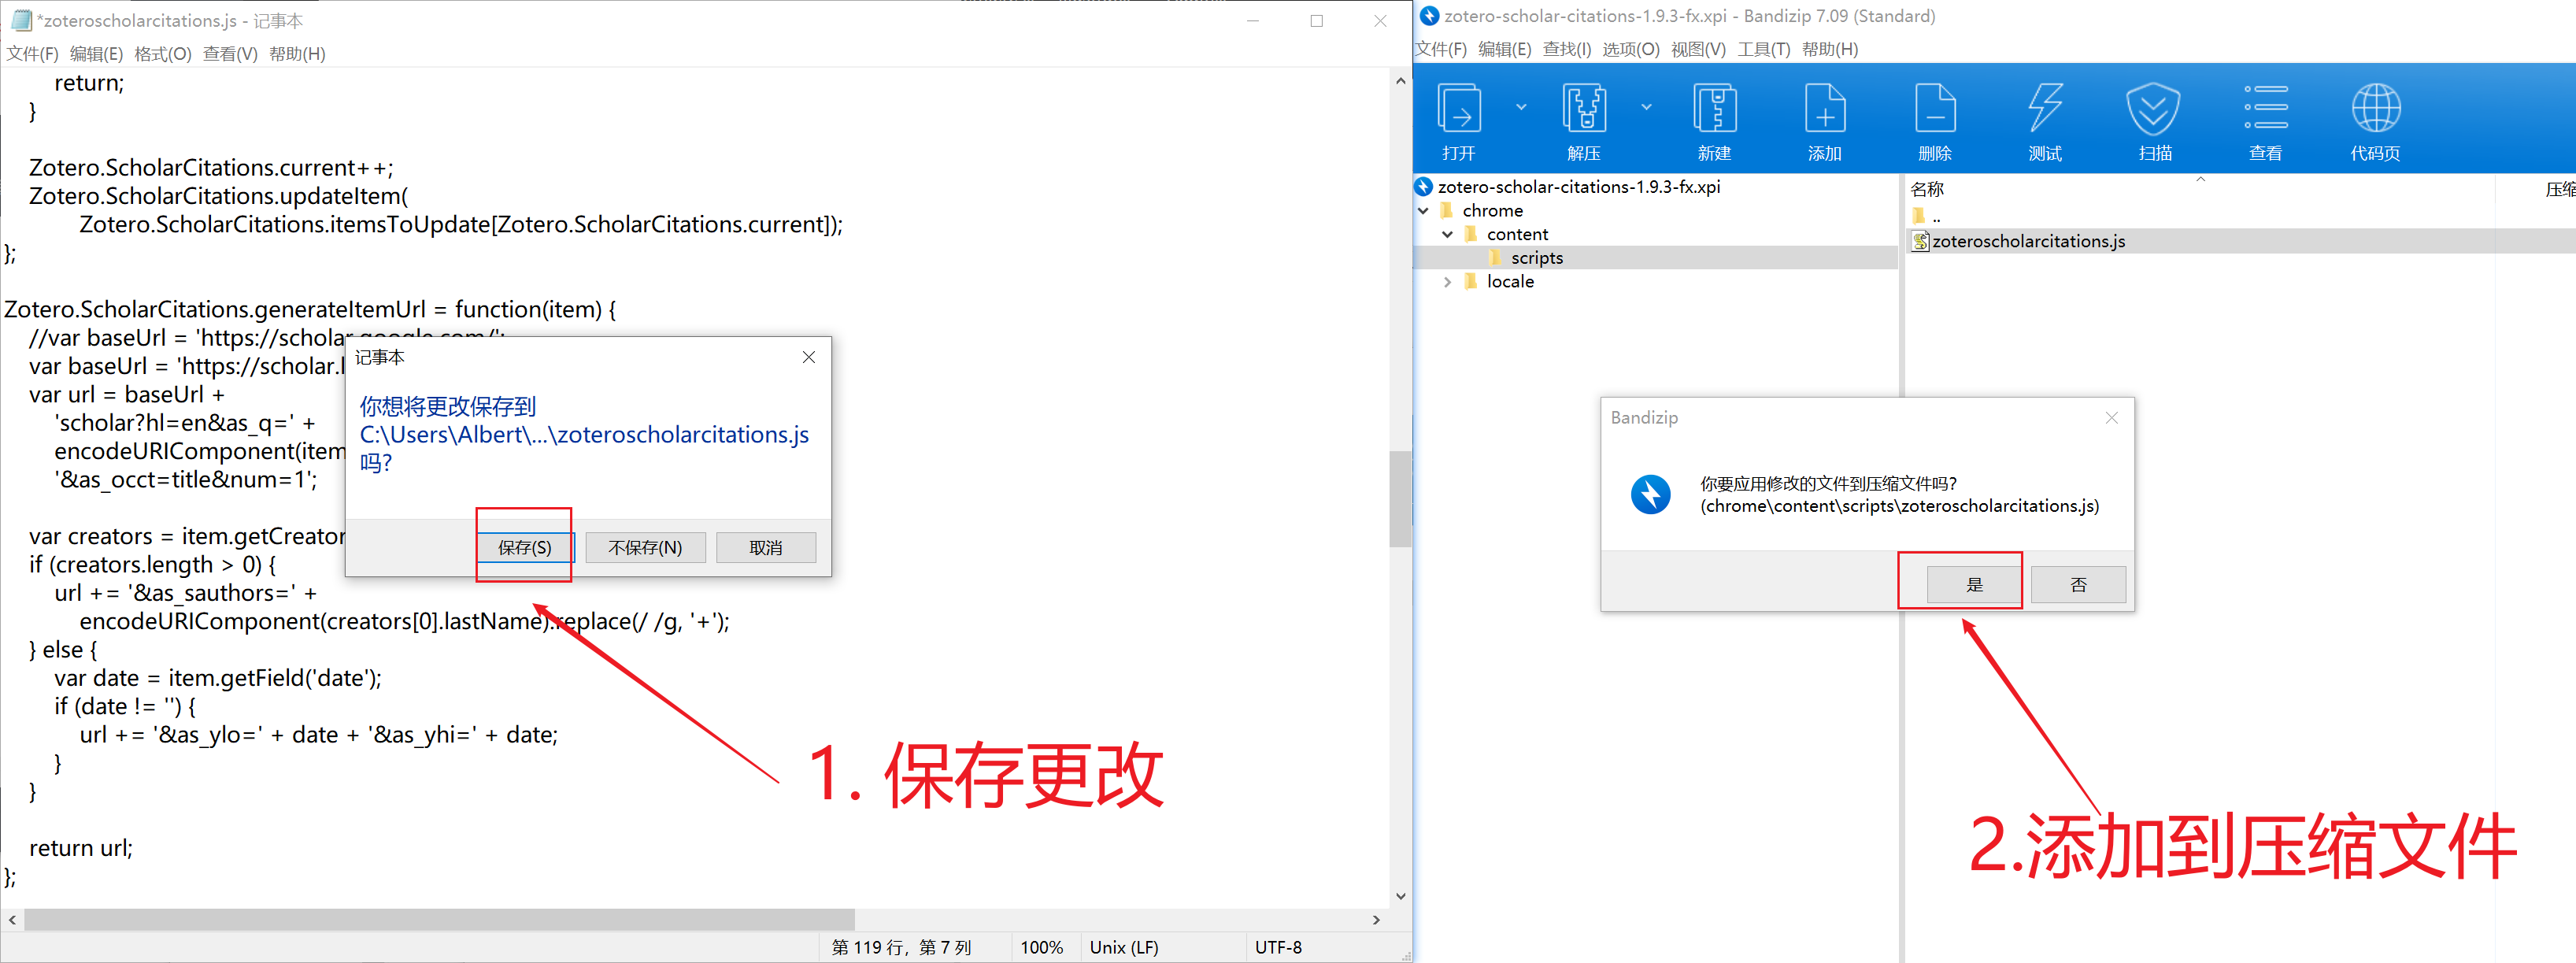 *zoteroscholarcitations.js - 记事本
文件(F) 编辑(E) 格式(O) 查看(V) 帮助(H)
return;
}
Zotero.ScholarCitations.current++;
Zotero.ScholarCitations.updateItem(
Zotero.ScholarCitations.itemsToUpdate[Zotero.ScholarCitations.current]);
};
Zotero.ScholarCitations.generateItemUrl = function(item) {
//var baseUrl = 'https://scholar.google.com/';
var baseUrl = 'https://scholar.
var url = baseUrl +
'scholar?hl=en&as_q=' +
encodeURIComponent(item
'&as_occt=title&num=1';
var creators = item.getCreator
if (creators.length > 0) {
url += '&as_sauthors=' +
encodeURIComponent(creators[0].lastName).replace(/ /g, '+');
} else {
var date = item.getField('date');
if (date != '') {
url += '&as_ylo=' + date + '&as_yhi=' + date;
}
}
return url;
};
记事本
你想将更改保存到
C:\Users\Albert\...\zoteroscholarcitations.js
吗?
保存(S) 不保存(N) 取消
1. 保存更改
第 119 行，第 7 列 100% Unix (LF) UTF-8
zotero-scholar-citations-1.9.3-fx.xpi - Bandizip 7.09 (Standard)
文件(F) 编辑(E) 查找(I) 选项(O) 视图(V) 工具(T) 帮助(H)
打开 解压 新建 添加 删除 测试 扫描 查看 代码页
zotero-scholar-citations-1.9.3-fx.xpi
chrome
content
scripts
locale
名称 压缩
..
zoteroscholarcitations.js
Bandizip
你要应用修改的文件到压缩文件吗?
(chrome\content\scripts\zoteroscholarcitations.js)
是 否
2.添加到压缩文件